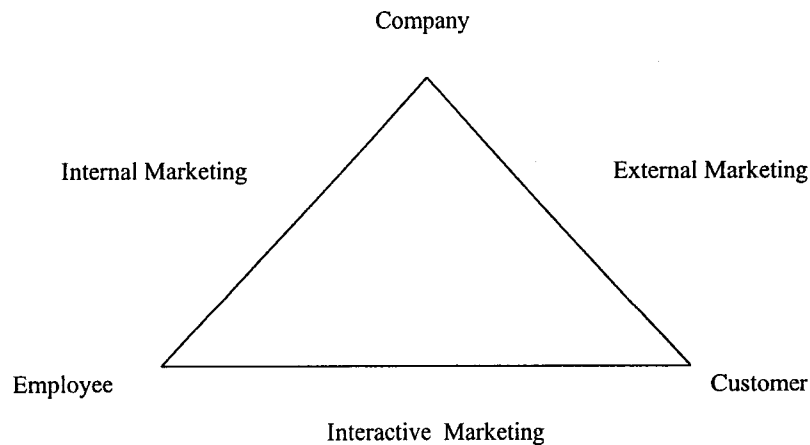 Company
Internal Marketing
External Marketing
Employee
Customer
Interactive Marketing